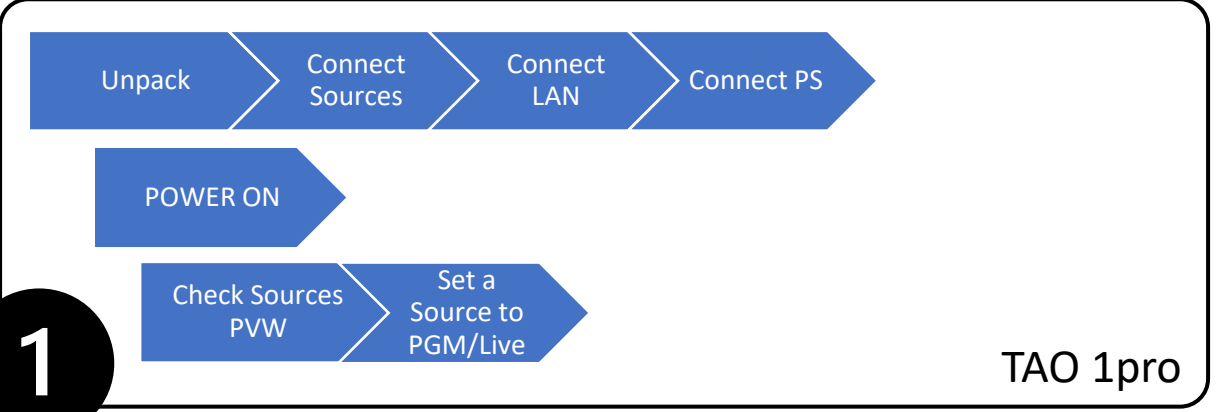 Unpack
Connect
Sources
Connect
LAN
Connect PS
POWER ON
Check Sources
PVW
Set a
Source to
PGM/Live
1
TAO 1pro